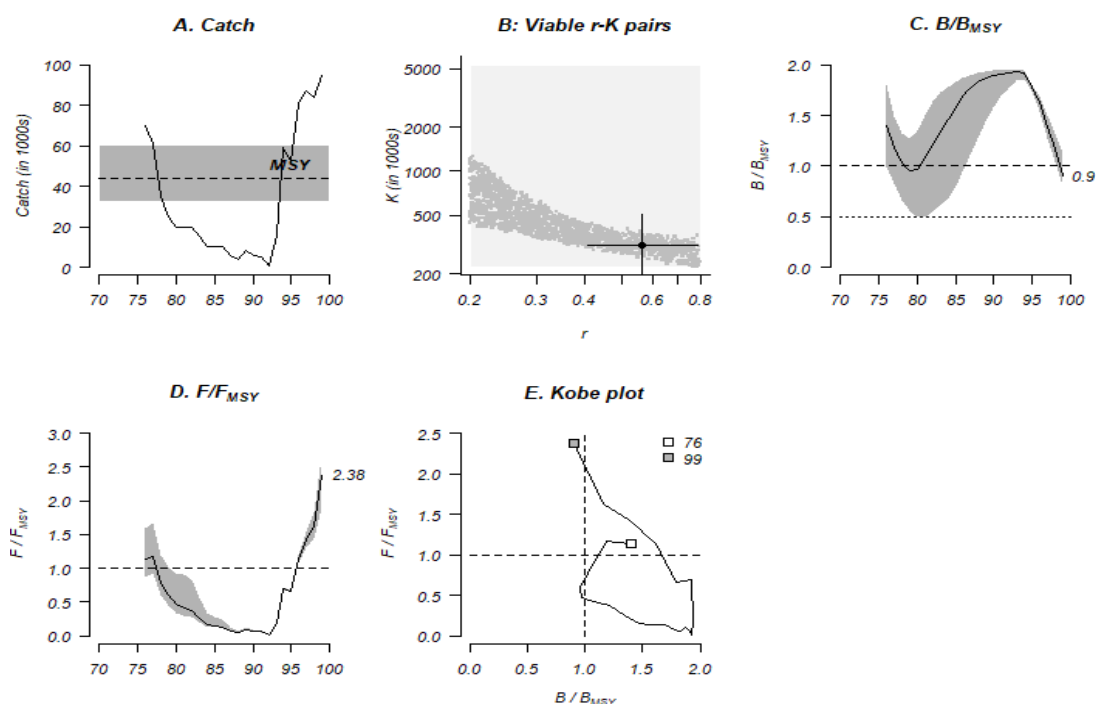 A. Catch
B: Viable r-K pairs
C. B/BMSY
Catch (in 1000s)
100
80
60
40
20
0
MSY
70 75 80 85 90 95 100
K (in 1000s)
5000
2000
1000
500
200
0.2 0.3 0.4 0.6 0.8
r
B / BMSY
2.0
1.5
1.0
0.5
0.0
0.9
70 75 80 85 90 95 100
D. F/FMSY
E. Kobe plot
F / FMSY
3.0
2.5
2.0
1.5
1.0
0.5
0.0
2.38
70 75 80 85 90 95 100
F / FMSY
2.5
2.0
1.5
1.0
0.5
0.0
76
99
0.0 0.5 1.0 1.5 2.0
B / BMSY